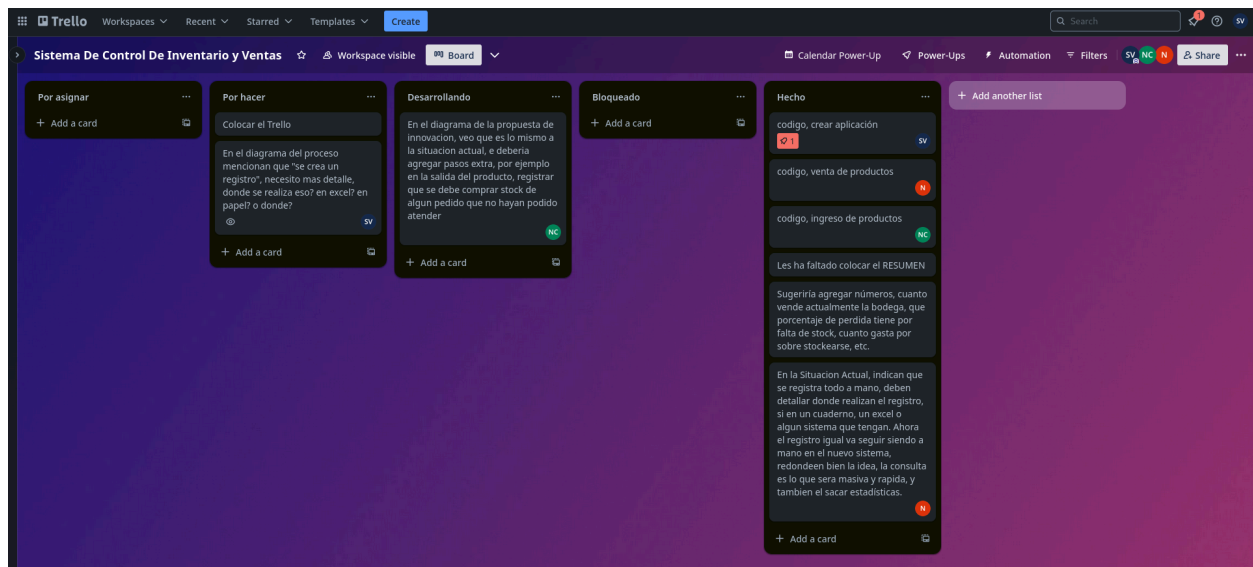 Trello
Workspaces
Recent
Starred
Templates
Create
Search
1
SV
Sistema De Control De Inventario y Ventas
Workspace visible
Board
Calendar Power-Up
Power-Ups
Automation
Filters
SV
NC
N
Share
Por asignar
+ Add a card
Por hacer
Colocar el Trello
En el diagrama del proceso
mencionan que "se crea un
registro", necesito mas detalle,
donde se realiza eso? en excel? en
papel? o donde?
SV
+ Add a card
Desarrollando
En el diagrama de la propuesta de
innovacion, veo que es lo mismo a
la situacion actual, e deberia
agregar pasos extra, por ejemplo
en la salida del producto, registrar
que se debe comprar stock de
algun pedido que no hayan podido
atender
NC
+ Add a card
Bloqueado
+ Add a card
Hecho
codigo, crear aplicación
1
SV
codigo, venta de productos
N
codigo, ingreso de productos
NC
Les ha faltado colocar el RESUMEN
Sugeriría agregar números, cuanto
vende actualmente la bodega, que
porcentaje de perdida tiene por
falta de stock, cuanto gasta por
sobre stockearse, etc.
En la Situacion Actual, indican que
se registra todo a mano, deben
detallar donde realizan el registro,
si en un cuaderno, un excel o
algun sistema que tengan. Ahora
el registro igual va seguir siendo a
mano en el nuevo sistema,
redondeen bien la idea, la consulta
es lo que sera masiva y rapida, y
tambien el sacar estadísticas.
N
+ Add a card
+ Add another list